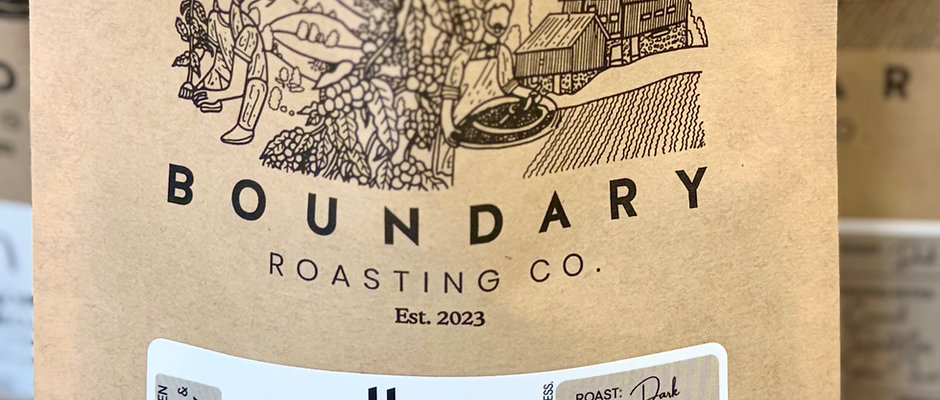 BOUNDARY
ROASTING CO.
Est. 2023
ROAST: Dark